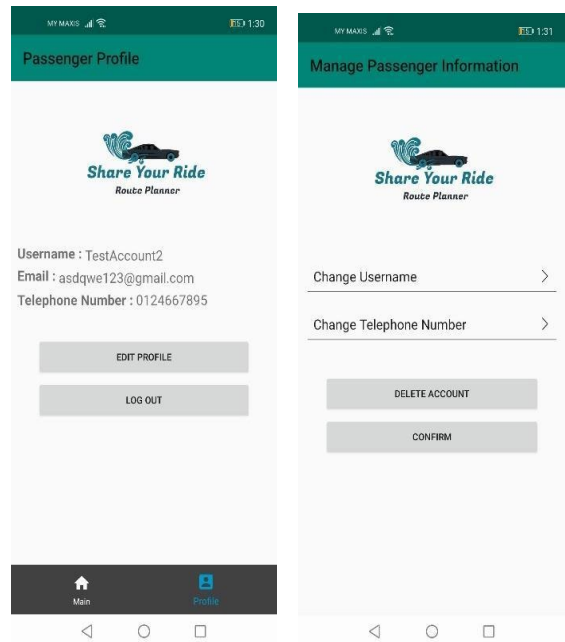 MY MAXIS
1:30
Passenger Profile
Share Your Ride
Route Planner
Username : TestAccount2
Email : asdqwe123@gmail.com
Telephone Number : 0124667895
EDIT PROFILE
LOG OUT
Main
Profile
MY MAXIS
1:31
Manage Passenger Information
Share Your Ride
Route Planner
Change Username
Change Telephone Number
DELETE ACCOUNT
CONFIRM